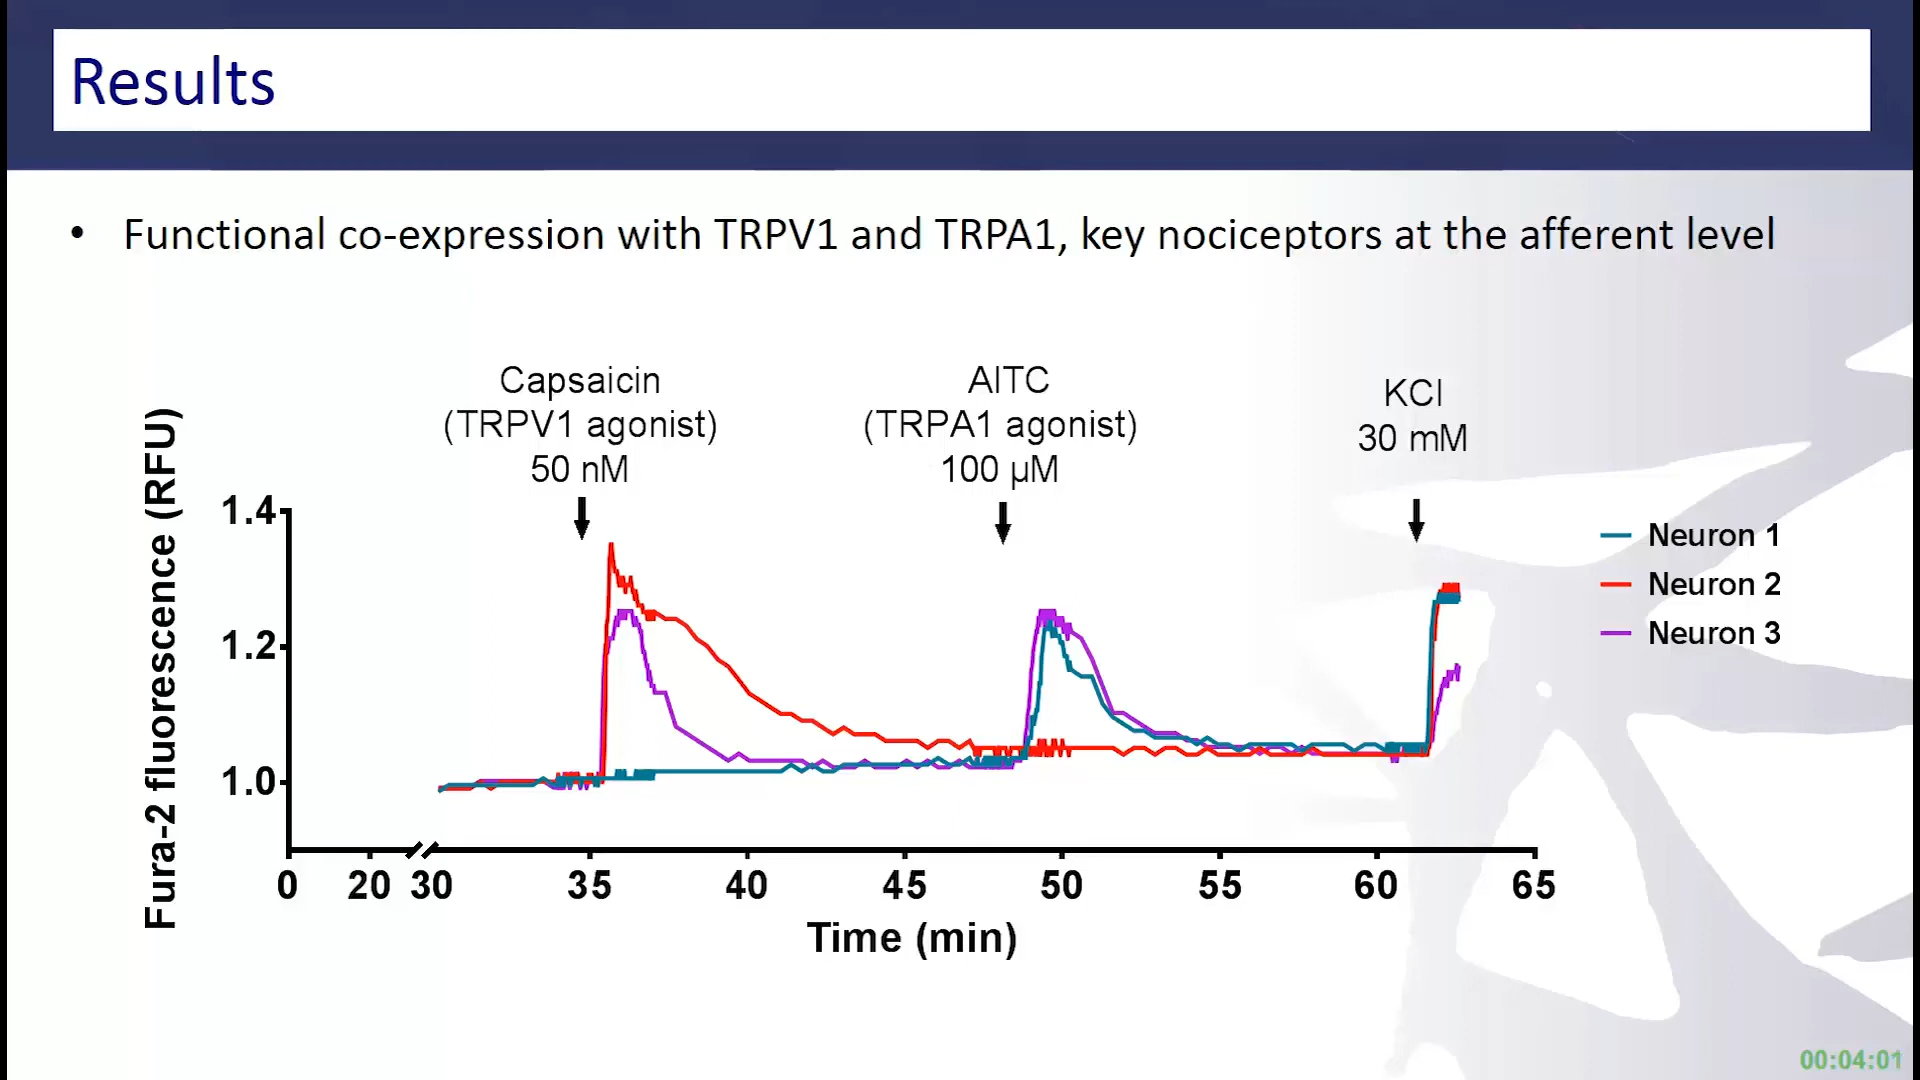 Results
• Functional co-expression with TRPV1 and TRPA1, key nociceptors at the afferent level
Capsaicin
(TRPV1 agonist)
50 nM
AITC
(TRPA1 agonist)
100 µM
KCl
30 mM
Fura-2 fluorescence (RFU)
1.4
1.2
1.0
Neuron 1
Neuron 2
Neuron 3
0 20 30 35 40 45 50 55 60 65
Time (min)
00:04:01